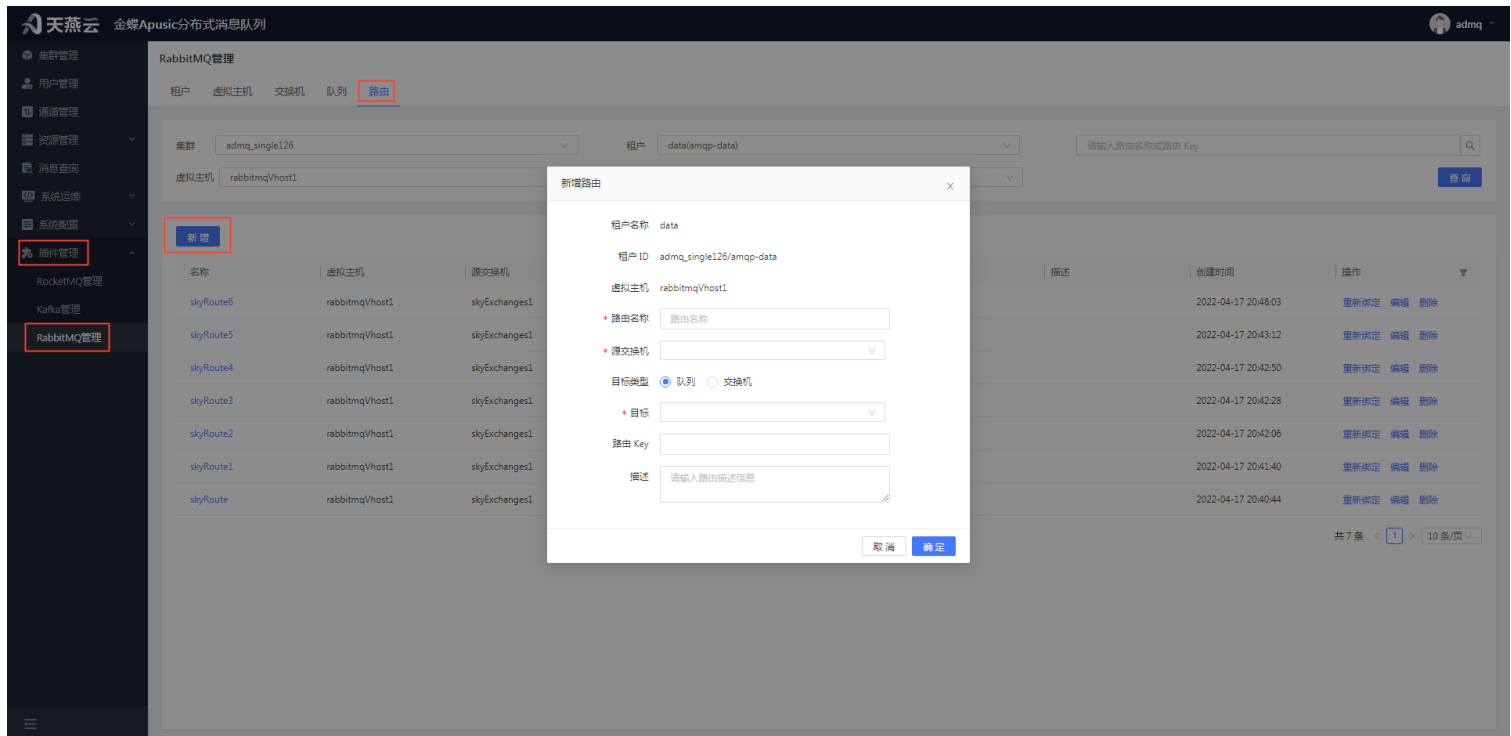 天燕云 金蝶Apusic分布式消息队列 admq
集群管理
用户管理
通道管理
资源管理
消息查询
系统运维
系统配置
插件管理
RocketMQ管理
Kafka管理
RabbitMQ管理
RabbitMQ管理
租户 虚拟主机 交换机 队列 路由
集群 admq_single126 租户 data(amqp-data) 请输入路由名称或路由 Key
虚拟主机 rabbitmqVhost1 查 询
新 增
名称 虚拟主机 源交换机 描述 创建时间 操作
skyRoute6 rabbitmqVhost1 skyExchanges1 2022-04-17 20:48:03 重新绑定 编辑 删除
skyRoute5 rabbitmqVhost1 skyExchanges1 2022-04-17 20:43:12 重新绑定 编辑 删除
skyRoute4 rabbitmqVhost1 skyExchanges1 2022-04-17 20:42:50 重新绑定 编辑 删除
skyRoute3 rabbitmqVhost1 skyExchanges1 2022-04-17 20:42:28 重新绑定 编辑 删除
skyRoute2 rabbitmqVhost1 skyExchanges1 2022-04-17 20:42:06 重新绑定 编辑 删除
skyRoute1 rabbitmqVhost1 skyExchanges1 2022-04-17 20:41:40 重新绑定 编辑 删除
skyRoute rabbitmqVhost1 skyExchanges1 2022-04-17 20:40:44 重新绑定 编辑 删除
共 7 条 < 1 > 10 条/页
新增路由 x
租户名称 data
租户 ID admq_single126/amqp-data
虚拟主机 rabbitmqVhost1
* 路由名称 路由名称
* 源交换机
目标类型 队列 交换机
* 目标
路由 Key
描述 请输入路由描述信息
取 消 确 定